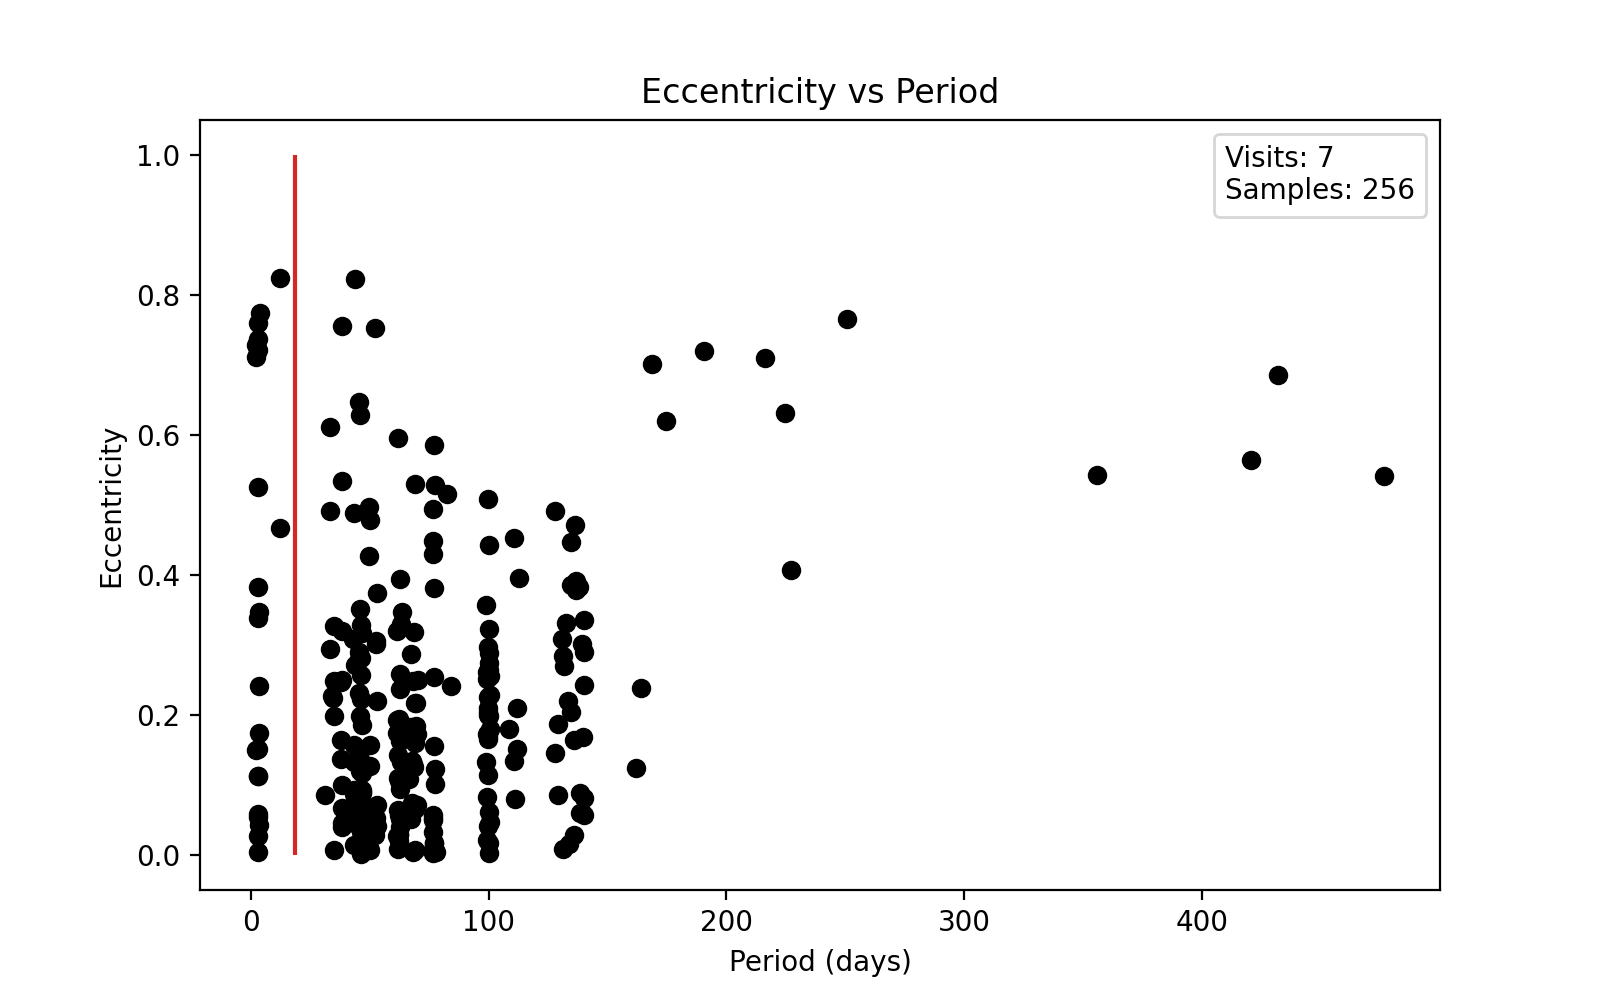 Eccentricity vs Period
Visits: 7
Samples: 256
1.0
0.8
0.6
0.4
0.2
0.0
Eccentricity
0 100 200 300 400
Period (days)